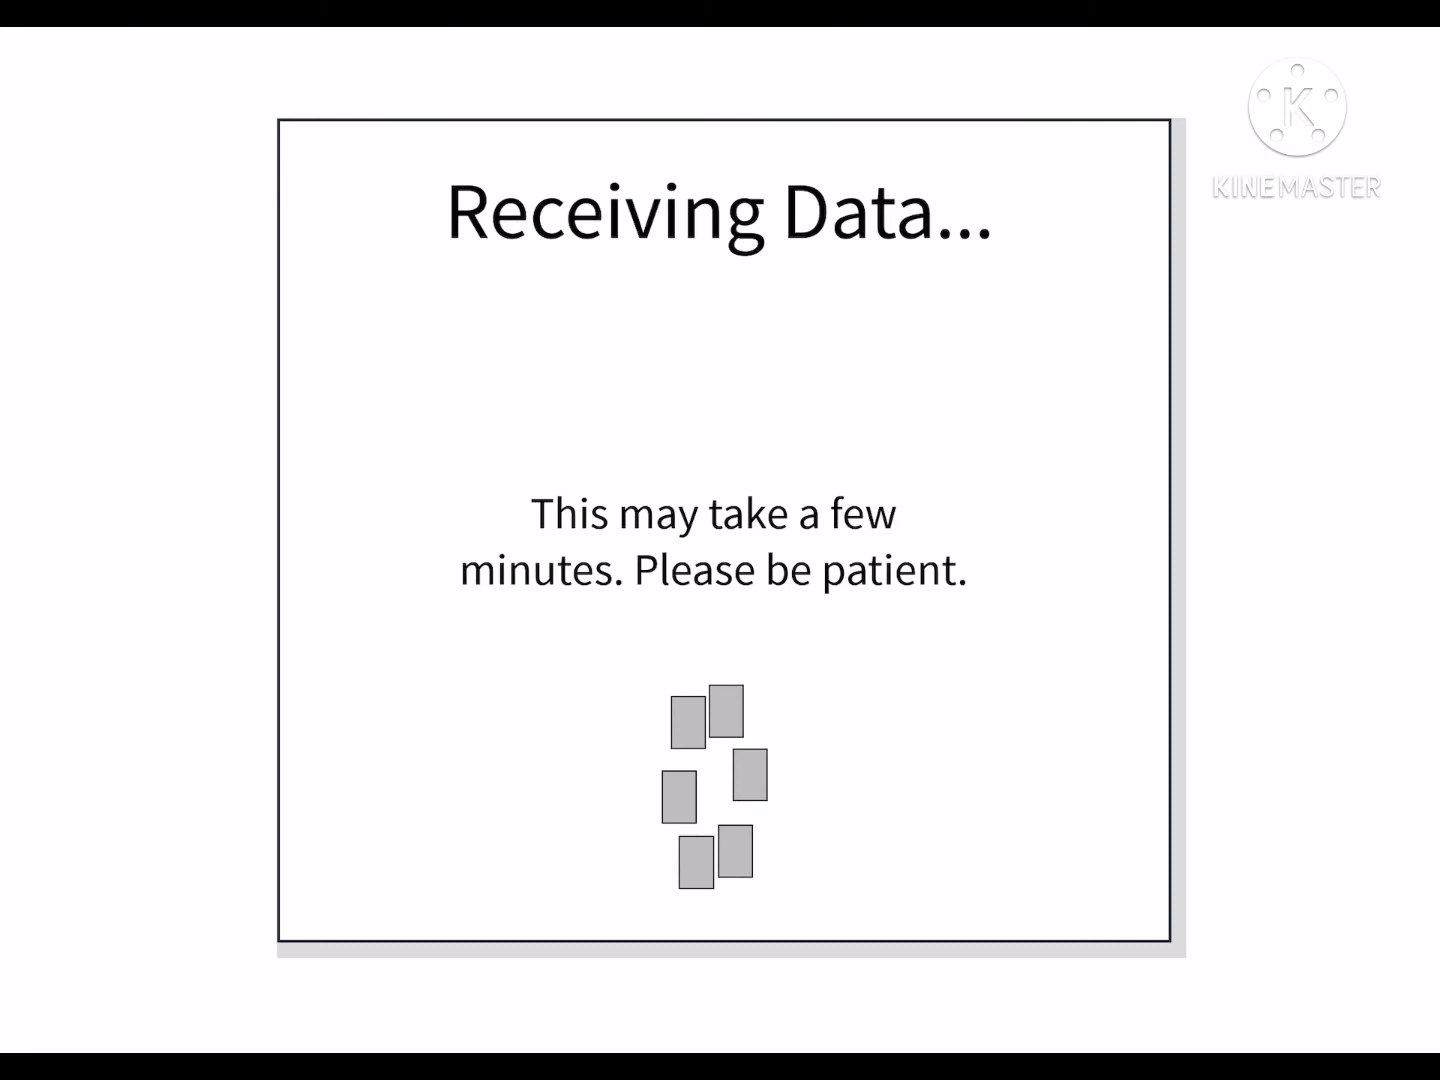 K
KINEMASTER
Receiving Data...
This may take a few
minutes. Please be patient.